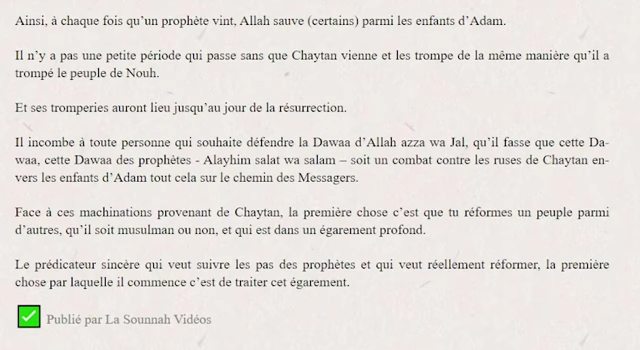 Ainsi, à chaque fois qu'un prophète vint, Allah sauve (certains) parmi les enfants d'Adam.
Il n'y a pas une petite période qui passe sans que Chaytan vienne et les trompe de la même manière qu'il a
trompé le peuple de Nouh.
Et ses tromperies auront lieu jusqu'au jour de la résurrection.
Il incombe à toute personne qui souhaite défendre la Dawaa d'Allah azza wa Jal, qu'il fasse que cette Da-
waa, cette Dawaa des prophètes - Alayhim salat wa salam – soit un combat contre les ruses de Chaytan en-
vers les enfants d'Adam tout cela sur le chemin des Messagers.
Face à ces machinations provenant de Chaytan, la première chose c'est que tu réformes un peuple parmi
d'autres, qu'il soit musulman ou non, et qui est dans un égarement profond.
Le prédicateur sincère qui veut suivre les pas des prophètes et qui veut réellement réformer, la première
chose par laquelle il commence c'est de traiter cet égarement.
Publié par La Sounnah Vidéos